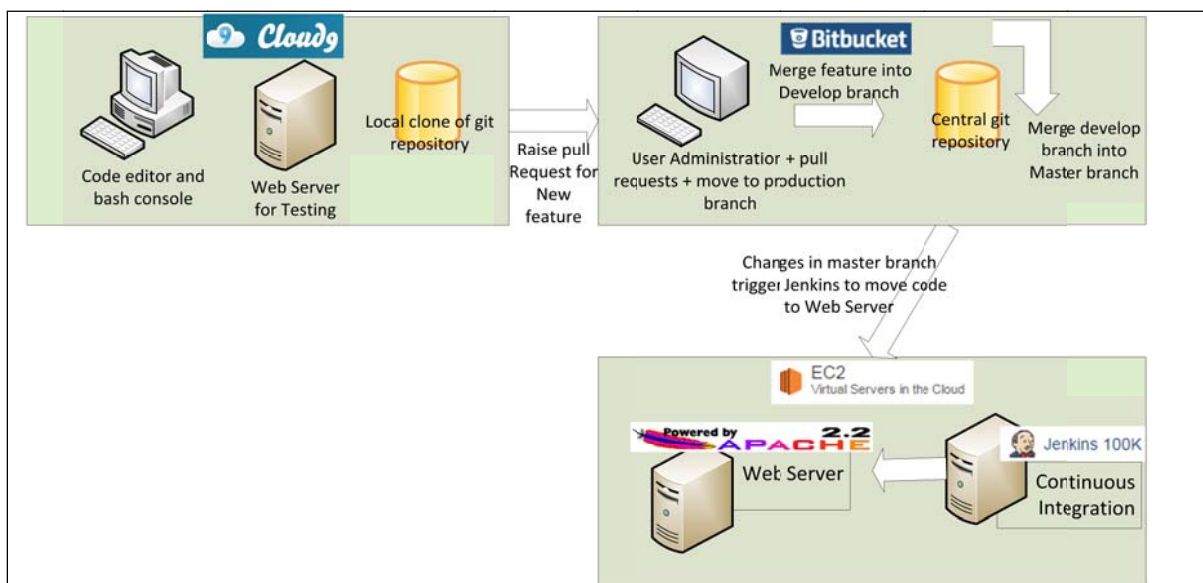 Cloud9
Code editor and
bash console
Web Server
for Testing
Local clone of git
repository
Raise pull
Request for
New
feature
Bitbucket
Merge feature into
Develop branch
User Administration + pull
requests + move to production
branch
Central git
repository
Merge develop
branch into
Master branch
Changes in master branch
trigger Jenkins to move code
to Web Server
EC2
Virtual Servers in the Cloud
Powered by
APACHE 2.2
Web Server
Jenkins 100K
Continuous
Integration